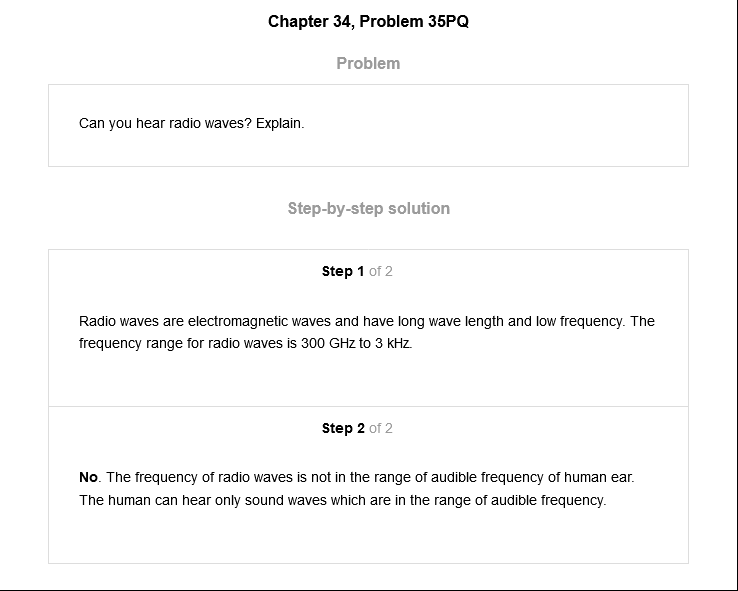 Chapter 34, Problem 35PQ
Problem
Can you hear radio waves? Explain.
Step-by-step solution
Step 1 of 2
Radio waves are electromagnetic waves and have long wave length and low frequency. The
frequency range for radio waves is 300 GHz to 3 kHz.
Step 2 of 2
No. The frequency of radio waves is not in the range of audible frequency of human ear.
The human can hear only sound waves which are in the range of audible frequency.